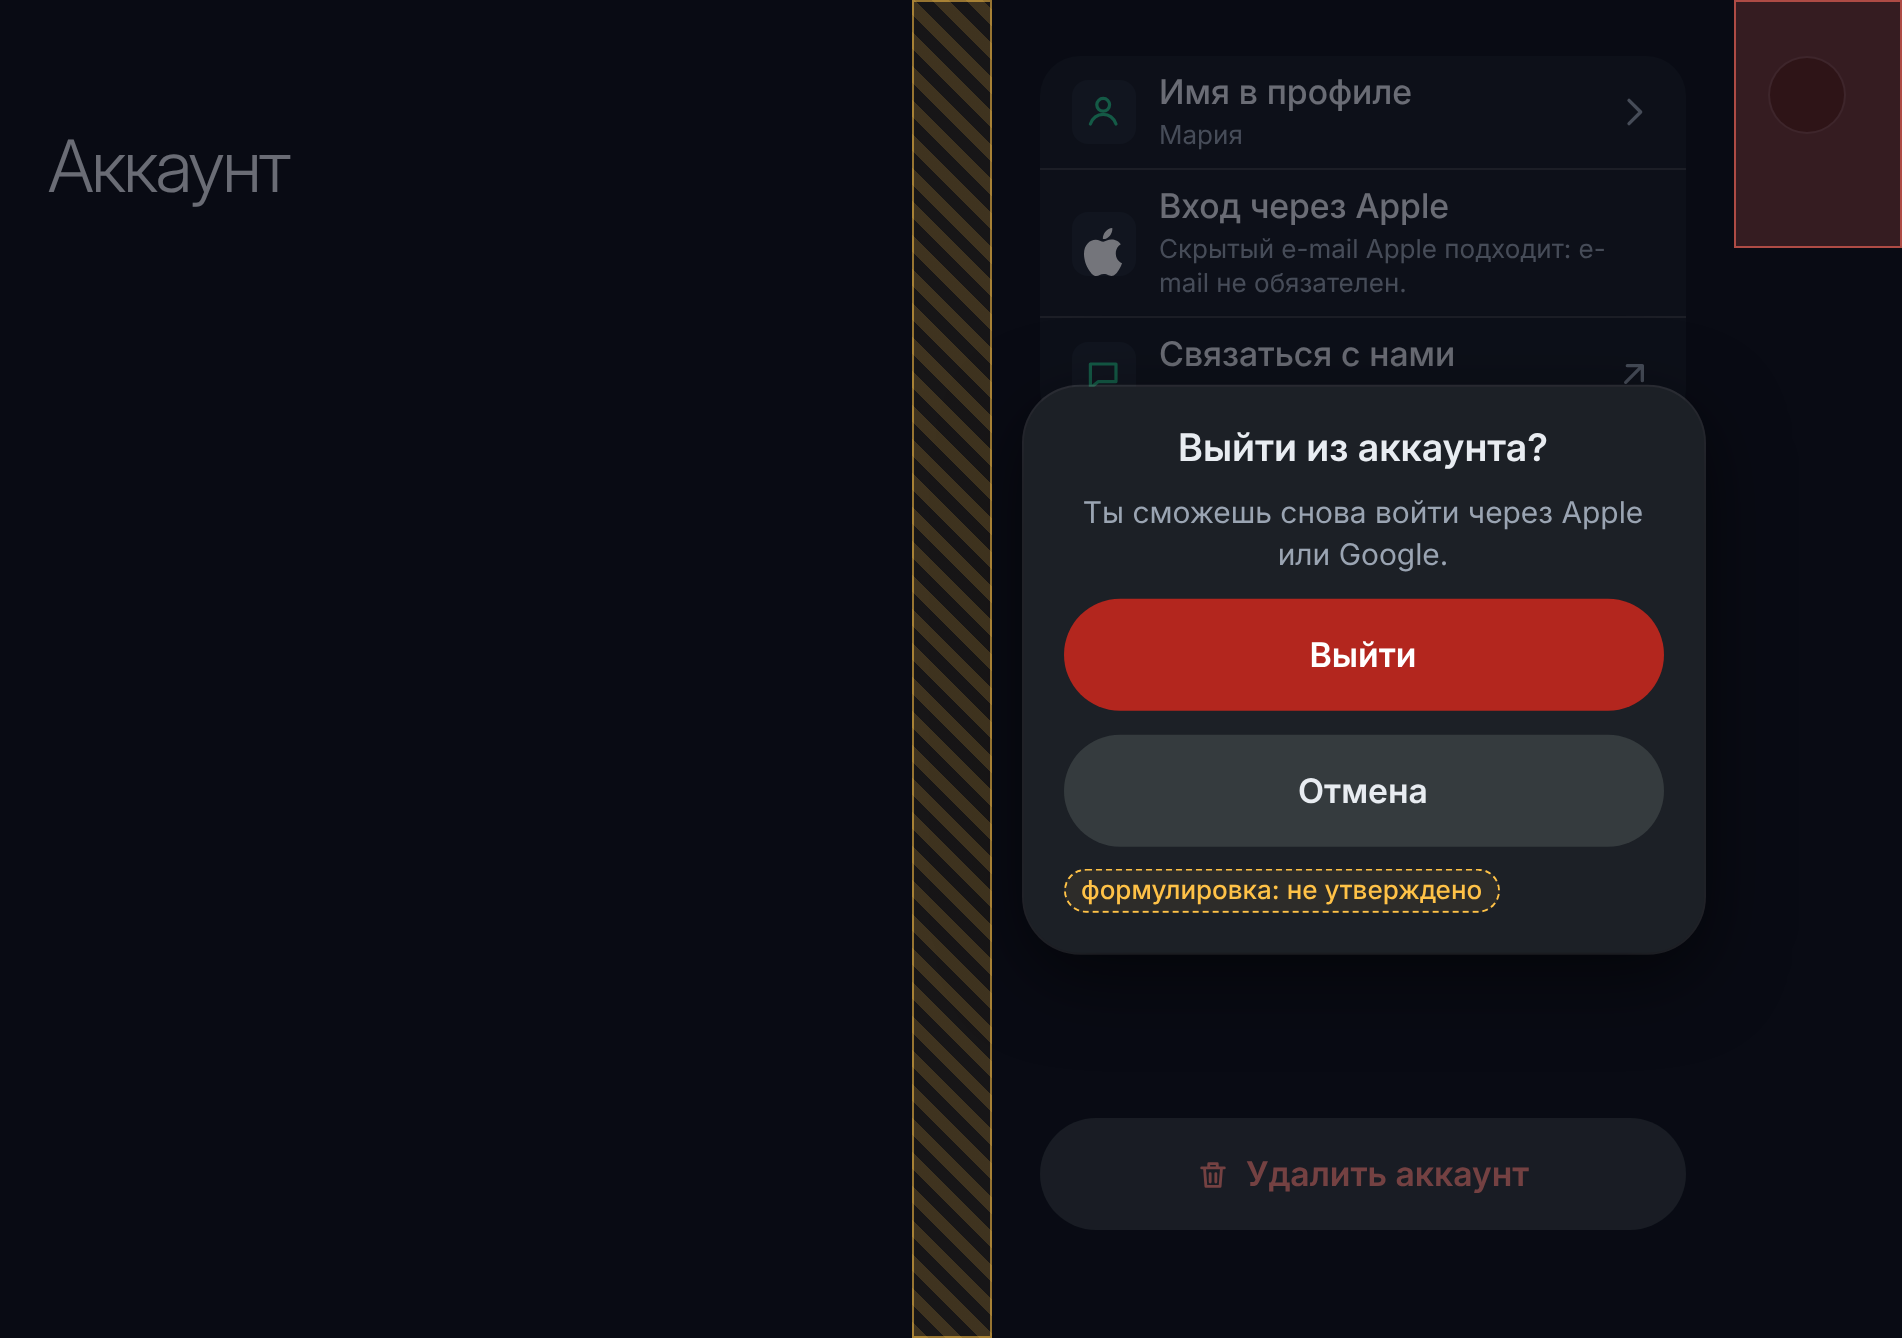 Аккаунт
Имя в профиле
Мария
Вход через Apple
Скрытый e-mail Apple подходит: e-
mail не обязателен.
Связаться с нами
Выйти из аккаунта?
Ты сможешь снова войти через Apple
или Google.
Выйти
Отмена
формулировка: не утверждено
Удалить аккаунт